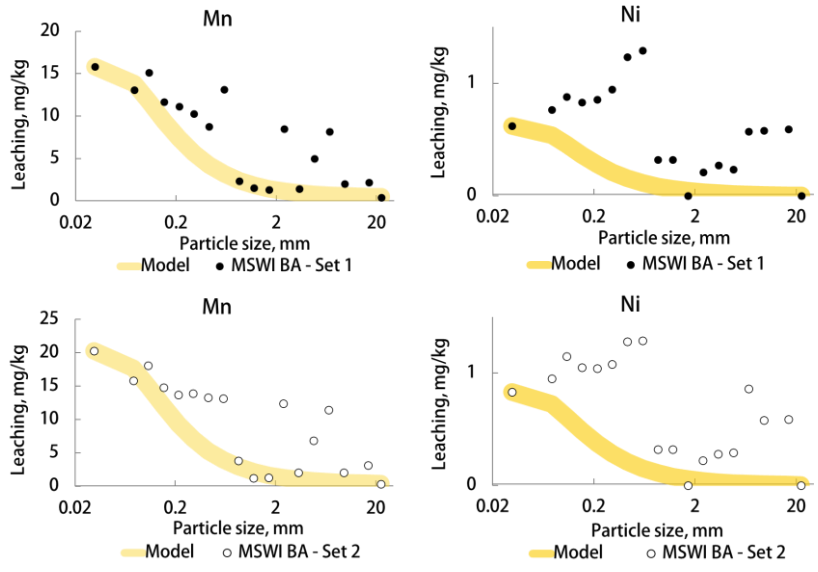 Mn
Leaching, mg/kg
20
15
10
5
0
0.02 0.2 2 20
Particle size, mm
Model MSWI BA - Set 1
Ni
Leaching, mg/kg
1
0
0.02 0.2 2 20
Particle size, mm
Model MSWI BA - Set 1
Mn
Leaching, mg/kg
25
20
15
10
5
0
0.02 0.2 2 20
Particle size, mm
Model MSWI BA - Set 2
Ni
Leaching, mg/kg
1
0
0.02 0.2 2 20
Particle size, mm
Model MSWI BA - Set 2